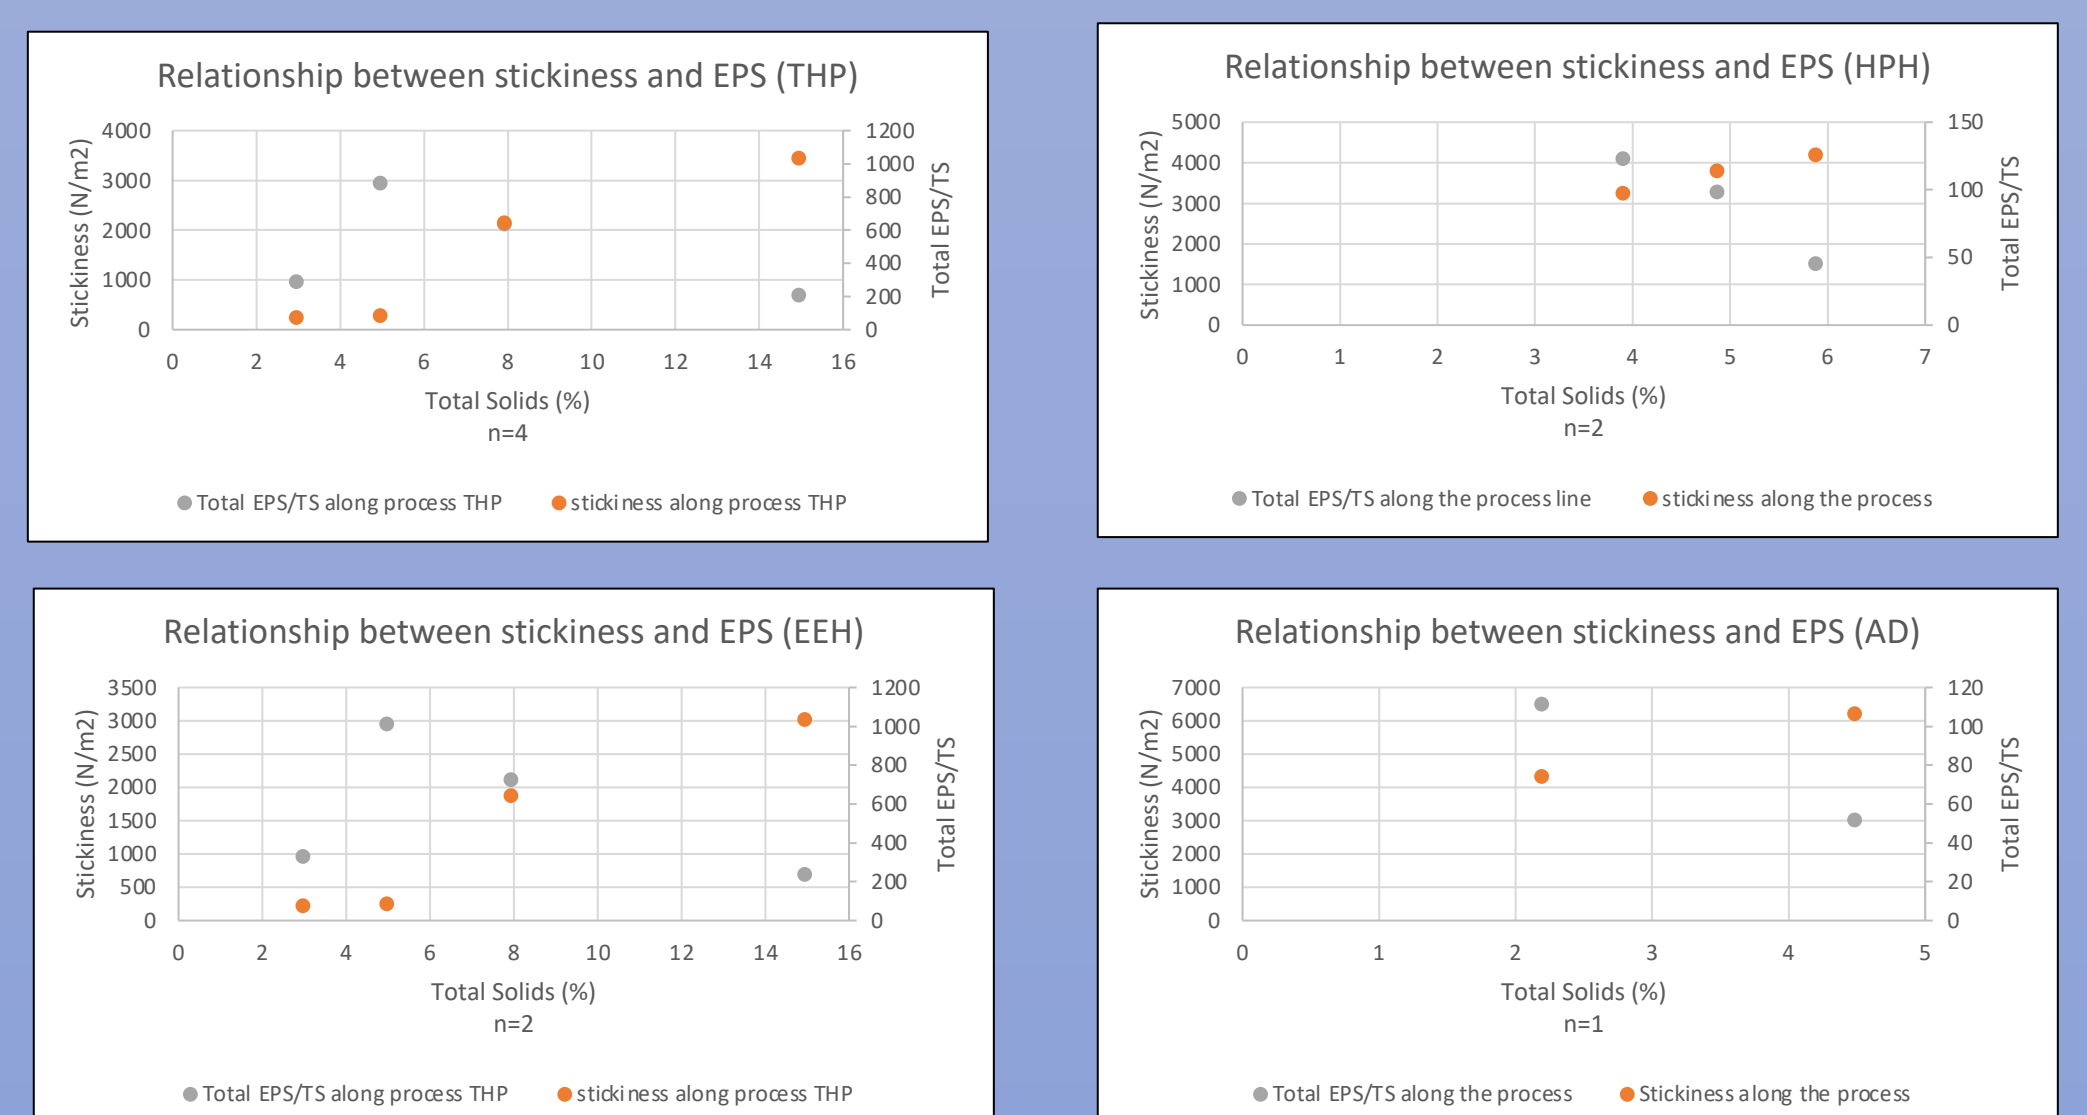 Relationship between stickiness and EPS (THP)
4000
3000
2000
1000
0
Stickiness (N/m2)
1200
1000
800
600
400
200
0
Total EPS/TS
0 2 4 6 8 10 12 14 16
Total Solids (%)
n=4
Total EPS/TS along process THP stickiness along process THP
Relationship between stickiness and EPS (HPH)
5000
4000
3000
2000
1000
0
Stickiness (N/m2)
150
100
50
0
Total EPS/TS
0 1 2 3 4 5 6 7
Total Solids (%)
n=2
Total EPS/TS along the process line stickiness along the process
Relationship between stickiness and EPS (EEH)
3500
3000
2500
2000
1500
1000
500
0
Stickiness (N/m2)
1200
1000
800
600
400
200
0
Total EPS/TS
0 2 4 6 8 10 12 14 16
Total Solids (%)
n=2
Total EPS/TS along process THP stickiness along process THP
Relationship between stickiness and EPS (AD)
7000
6000
5000
4000
3000
2000
1000
0
Stickiness (N/m2)
120
100
80
60
40
20
0
Total EPS/TS
0 1 2 3 4 5
Total Solids (%)
n=1
Total EPS/TS along the process Stickiness along the process